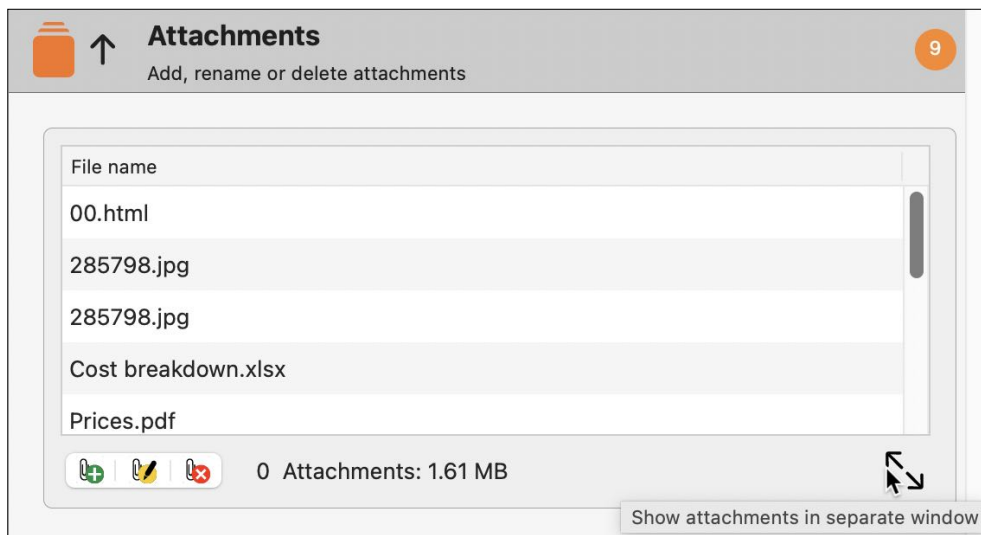 Attachments
Add, rename or delete attachments
9
File name
00.html
285798.jpg
285798.jpg
Cost breakdown.xlsx
Prices.pdf
0 Attachments: 1.61 MB
Show attachments in separate window